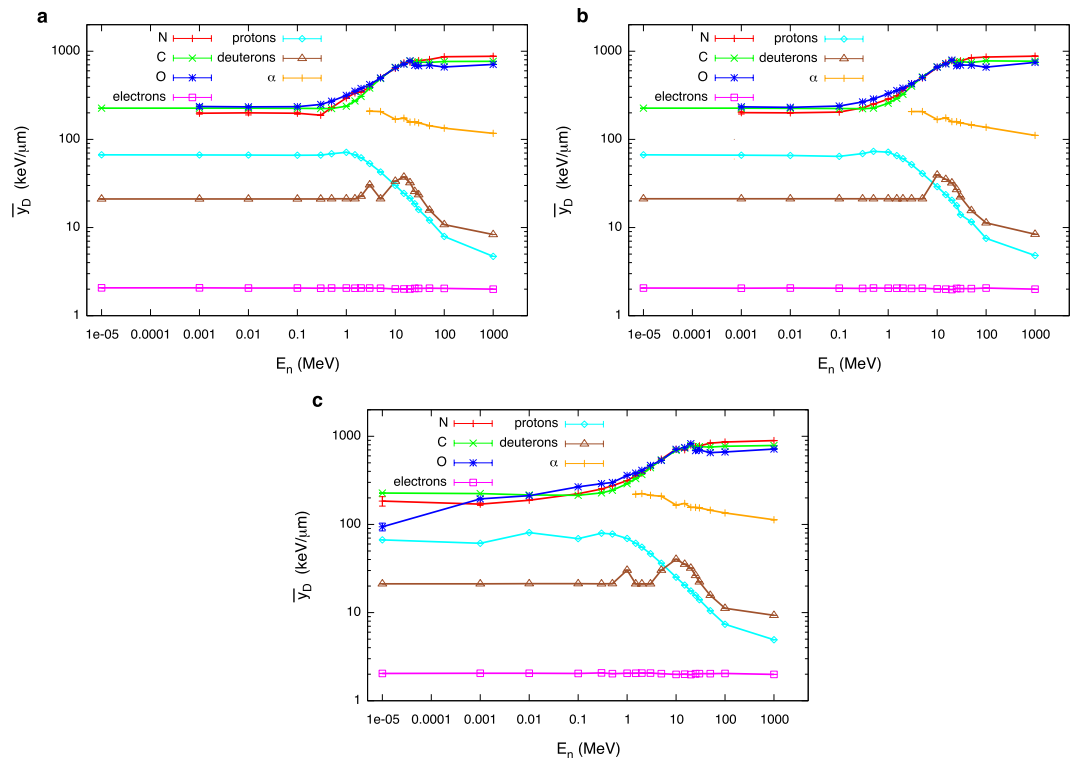 a
N protons
C deuterons
O α
electrons
1000
100
10
1
y̅D (keV/μm)
1e-05 0.0001 0.001 0.01 0.1 1 10 100 1000
En (MeV)
b
N protons
C deuterons
O α
electrons
1000
100
10
1
y̅D (keV/μm)
1e-05 0.0001 0.001 0.01 0.1 1 10 100 1000
En (MeV)
c
N protons
C deuterons
O α
electrons
1000
100
10
1
y̅D (keV/μm)
1e-05 0.0001 0.001 0.01 0.1 1 10 100 1000
En (MeV)